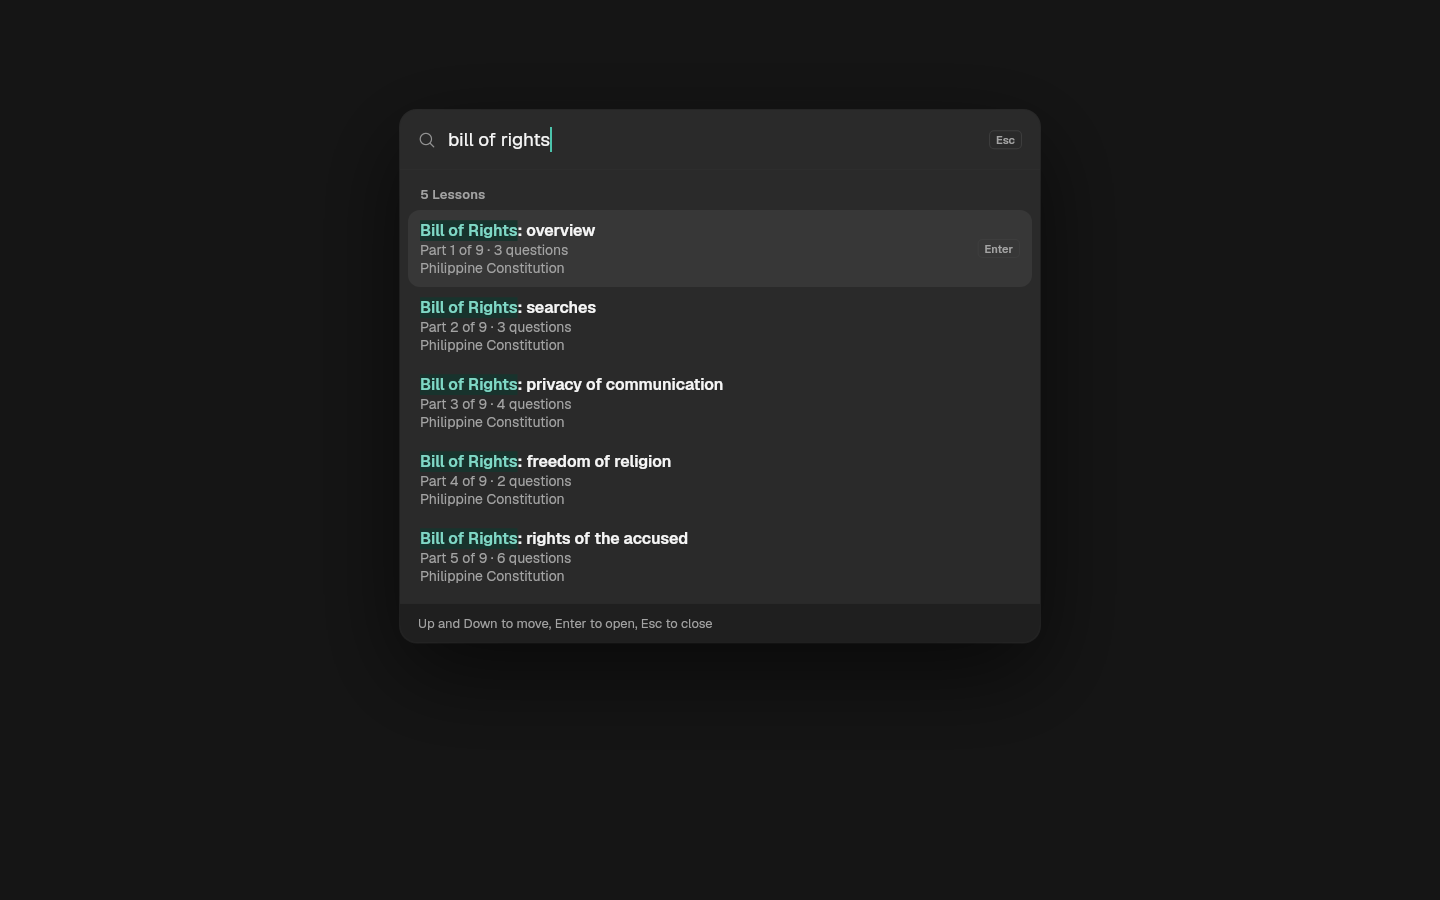 bill of rights
Esc
5 Lessons
Bill of Rights: overview
Part 1 of 9 · 3 questions
Philippine Constitution
Enter
Bill of Rights: searches
Part 2 of 9 · 3 questions
Philippine Constitution
Bill of Rights: privacy of communication
Part 3 of 9 · 4 questions
Philippine Constitution
Bill of Rights: freedom of religion
Part 4 of 9 · 2 questions
Philippine Constitution
Bill of Rights: rights of the accused
Part 5 of 9 · 6 questions
Philippine Constitution
Up and Down to move, Enter to open, Esc to close